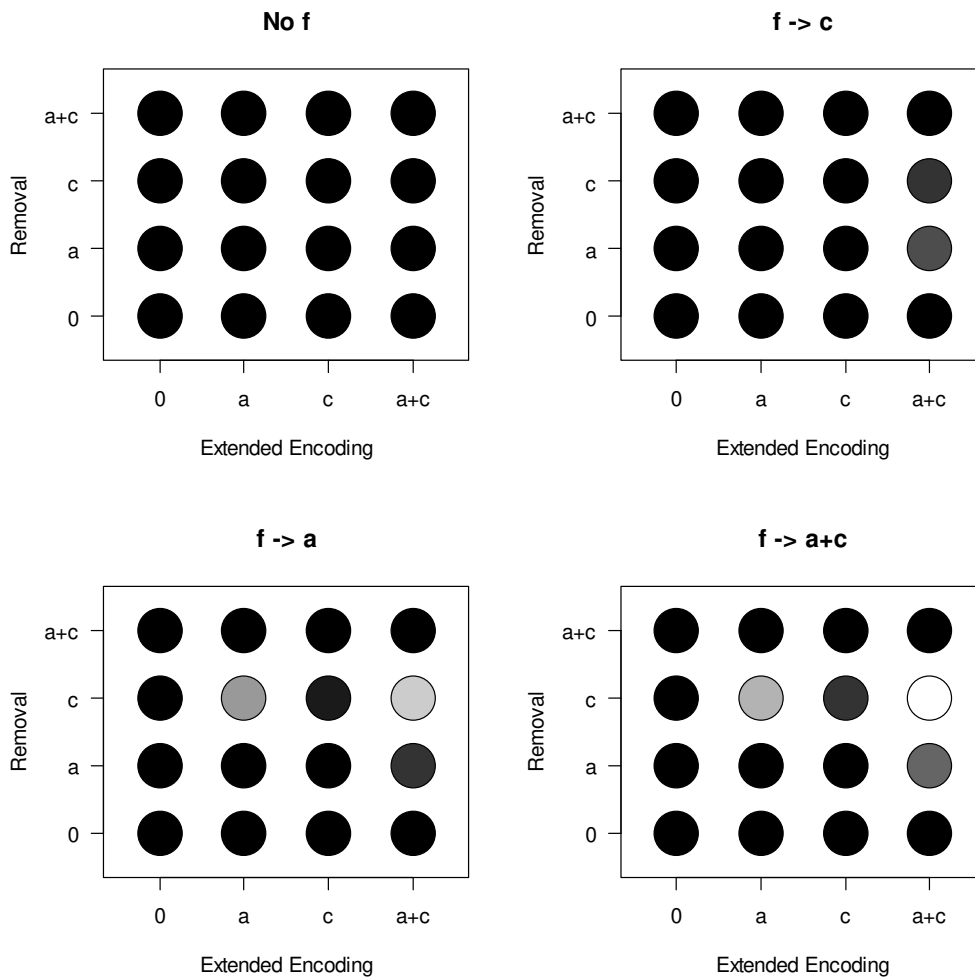 No f
f -> c
a+c
c
a
0
Removal
0 a c a+c
Extended Encoding
a+c
c
a
0
Removal
0 a c a+c
Extended Encoding
f -> a
f -> a+c
a+c
c
a
0
Removal
0 a c a+c
Extended Encoding
a+c
c
a
0
Removal
0 a c a+c
Extended Encoding